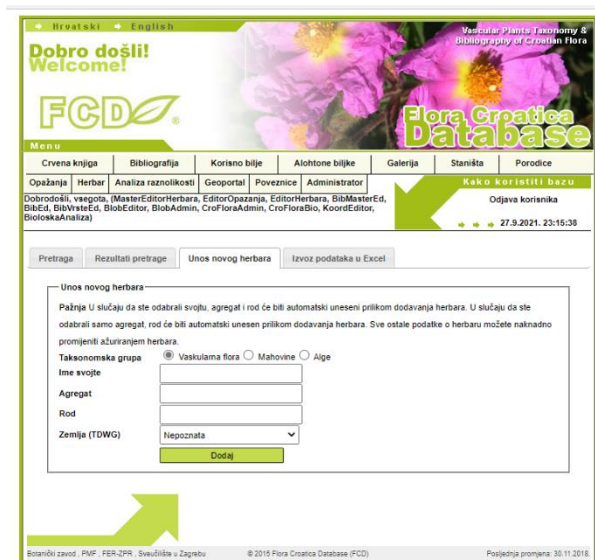 Hrvatski English
Vascular Plants Taxonomy &
Bibliography of Croatian Flora
Dobro došli!
Welcome!
FCD®
Flora Croatica
Database
Menu
Crvena knjiga Bibliografija Korisno bilje Alohtone biljke Galerija Staništa Porodice
Opažanja Herbar Analiza raznolikosti Geoportal Poveznice Administrator
Kako koristiti bazu
Dobrodošli, vsegota, (MasterEditorHerbara, EditorOpazanja, EditorHerbara, BibMasterEd,
BibEd, BibVrsteEd, BlobEditor, BlobAdmin, CroFloraAdmin, CroFloraBio, KoordEditor,
BioloskaAnaliza)
Odjava korisnika
27.9.2021. 23:15:38
Pretraga Rezultati pretrage Unos novog herbara Izvoz podataka u Excel
Unos novog herbara
Pažnja U slučaju da ste odabrali svojtu, agregat i rod će biti automatski uneseni prilikom dodavanja herbara. U slučaju da ste
odabrali samo agregat, rod će biti automatski unesen prilikom dodavanja herbara. Sve ostale podatke o herbaru možete naknadno
promijeniti ažuriranjem herbara.
Taksonomska grupa Vaskularna flora Mahovine Alge
Ime svojte
Agregat
Rod
Zemlja (TDWG) Nepoznata
Dodaj
Botanički zavod , PMF , FER-ZPR , Sveučilište u Zagrebu © 2015 Flora Croatica Database (FCD) Posljednja promjena: 30.11.2018.